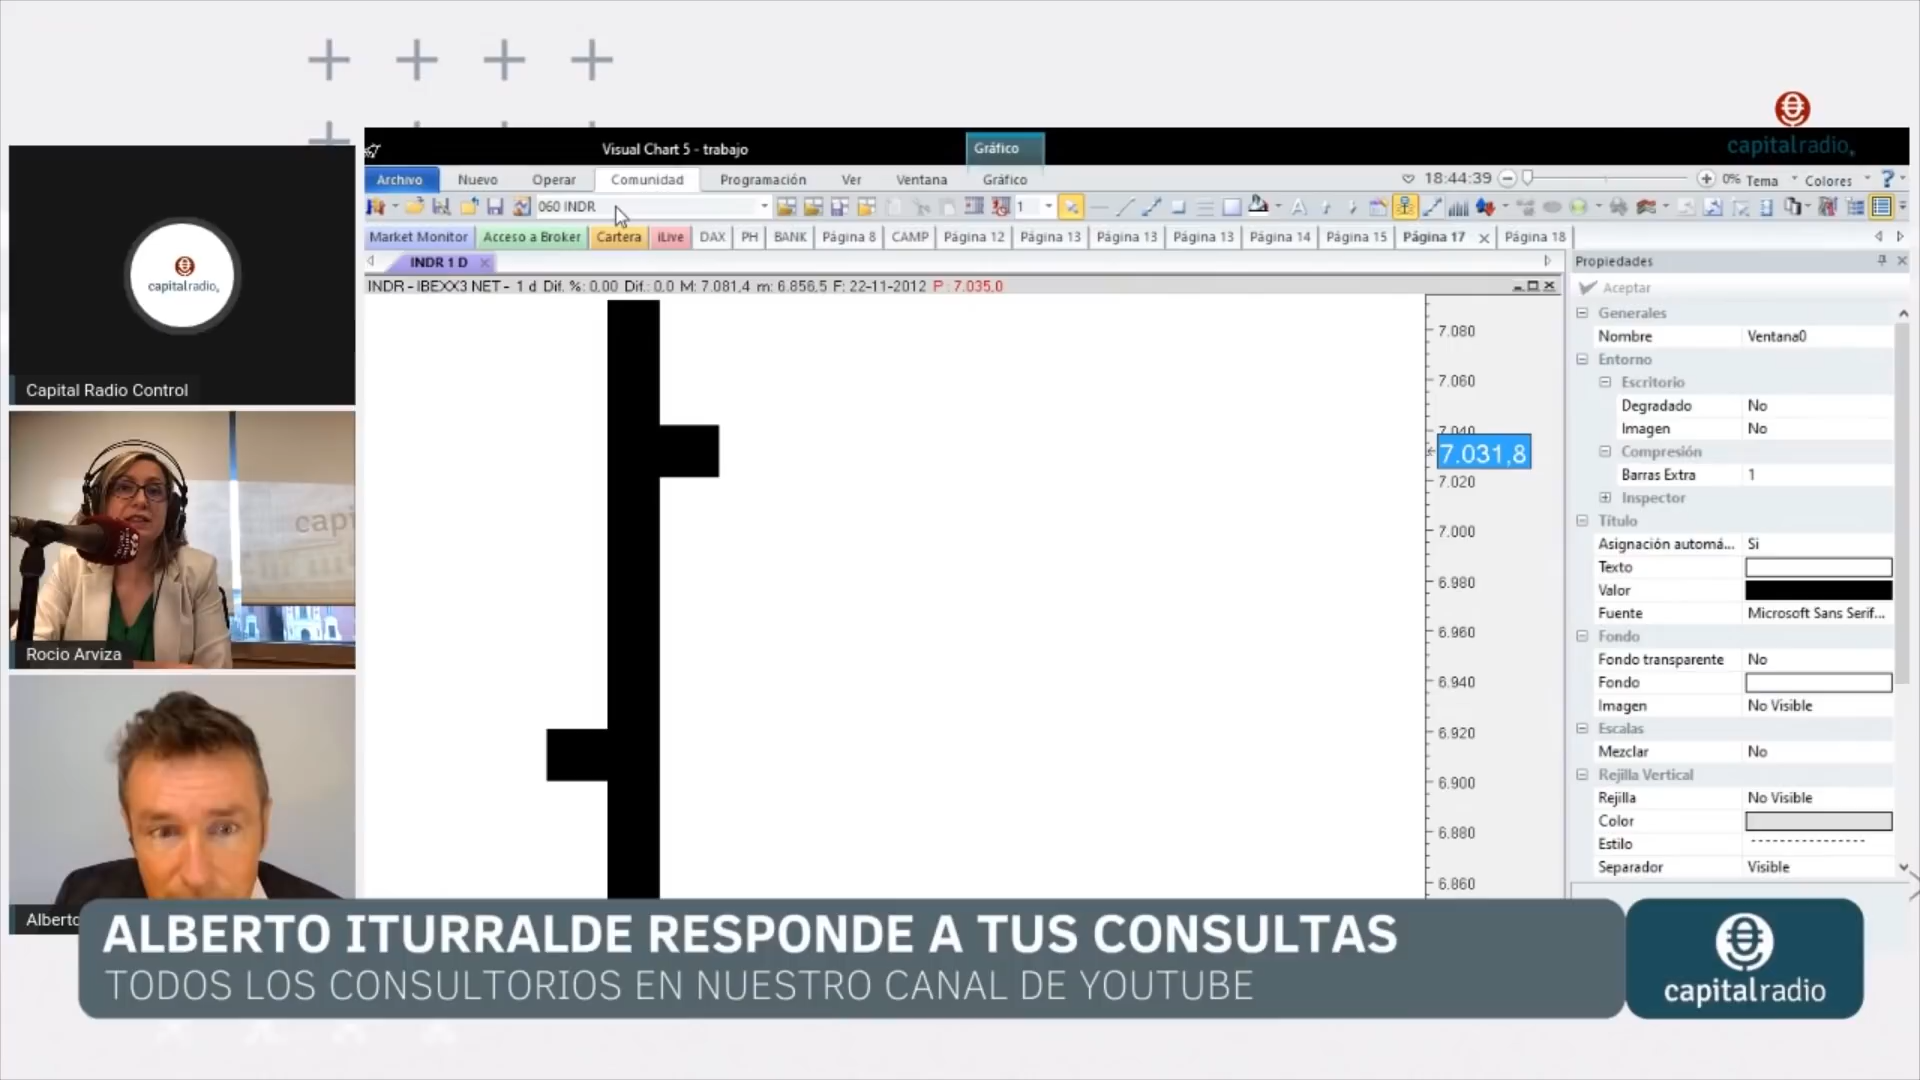 capitalradio
Visual Chart 5 - trabajo
Gráfico
Archivo Nuevo Operar Comunidad Programación Ver Ventana Gráfico
18:44:39 0% Tema Colores
060 INDR 1
Market Monitor Acceso a Broker Cartera iLive DAX PH BANK Página 8 CAMP Página 12 Página 13 Página 13 Página 13 Página 14 Página 15 Página 17 Página 18
INDR 1 D
INDR - IBEXX3 NET - 1 d Dif. %: 0,00 Dif.: 0,0 M: 7.081,4 m: 6.856,5 F: 22-11-2012 P : 7.035,0
7.080
7.060
7.040
7.031,8
7.020
7.000
6.980
6.960
6.940
6.920
6.900
6.880
6.860
Propiedades
Aceptar
Generales
Nombre Ventana0
Entorno
Escritorio
Degradado No
Imagen No
Compresión
Barras Extra 1
Inspector
Título
Asignación automá... Si
Texto
Valor
Fuente Microsoft Sans Serif...
Fondo
Fondo transparente No
Fondo
Imagen No Visible
Escalas
Mezclar No
Rejilla Vertical
Rejilla No Visible
Color
Estilo
Separador Visible
capitalradio
Capital Radio Control
capi
Rocio Arviza
Alberto
ALBERTO ITURRALDE RESPONDE A TUS CONSULTAS
TODOS LOS CONSULTORIOS EN NUESTRO CANAL DE YOUTUBE
capitalradio